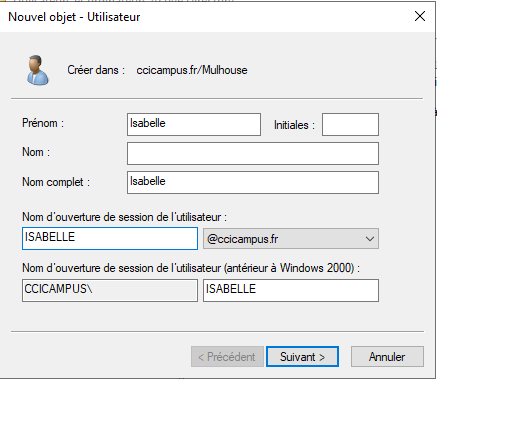 Nouvel objet - Utilisateur
Créer dans : ccicampus.fr/Mulhouse
Prénom : Isabelle Initiales :
Nom :
Nom complet : Isabelle
Nom d'ouverture de session de l'utilisateur :
ISABELLE @ccicampus.fr
Nom d'ouverture de session de l'utilisateur (antérieur à Windows 2000) :
CCICAMPUS\ ISABELLE
< Précédent Suivant > Annuler